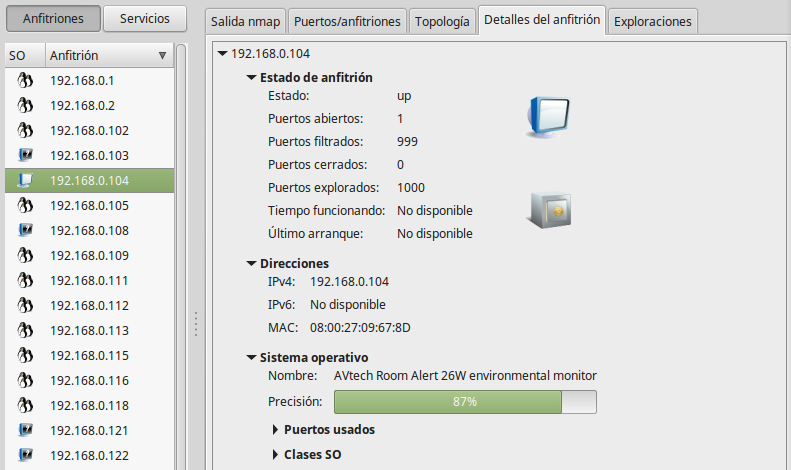 Anfitriones Servicios
Salida nmap Puertos/anfitriones Topología Detalles del anfitrión Exploraciones
SO Anfitrión
192.168.0.1
192.168.0.2
192.168.0.102
192.168.0.103
192.168.0.104
192.168.0.105
192.168.0.108
192.168.0.109
192.168.0.111
192.168.0.112
192.168.0.113
192.168.0.115
192.168.0.116
192.168.0.118
192.168.0.121
192.168.0.122
192.168.0.104
Estado de anfitrión
Estado: up
Puertos abiertos: 1
Puertos filtrados: 999
Puertos cerrados: 0
Puertos explorados: 1000
Tiempo funcionando: No disponible
Último arranque: No disponible
Direcciones
IPv4: 192.168.0.104
IPv6: No disponible
MAC: 08:00:27:09:67:8D
Sistema operativo
Nombre: AVtech Room Alert 26W environmental monitor
Precisión: 87%
Puertos usados
Clases SO